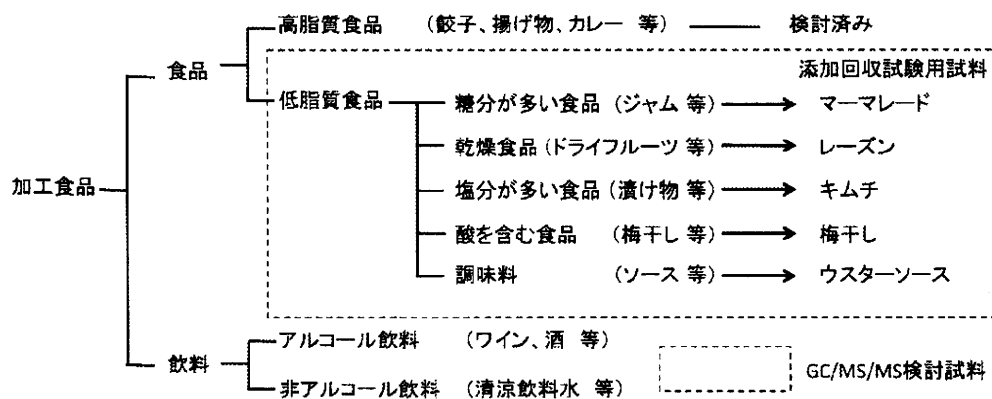 高脂質食品 (餃子、揚げ物、カレー 等) 検討済み
食品
添加回収試験用試料
低脂質食品 糖分が多い食品 (ジャム 等) マーマレード
乾燥食品 (ドライフルーツ 等) レーズン
加工食品
塩分が多い食品 (漬け物 等) キムチ
酸を含む食品 (梅干し 等) 梅干し
調味料 (ソース 等) ウスターソース
アルコール飲料 (ワイン、酒 等)
飲料
GC/MS/MS検討試料
非アルコール飲料 (清涼飲料水 等)